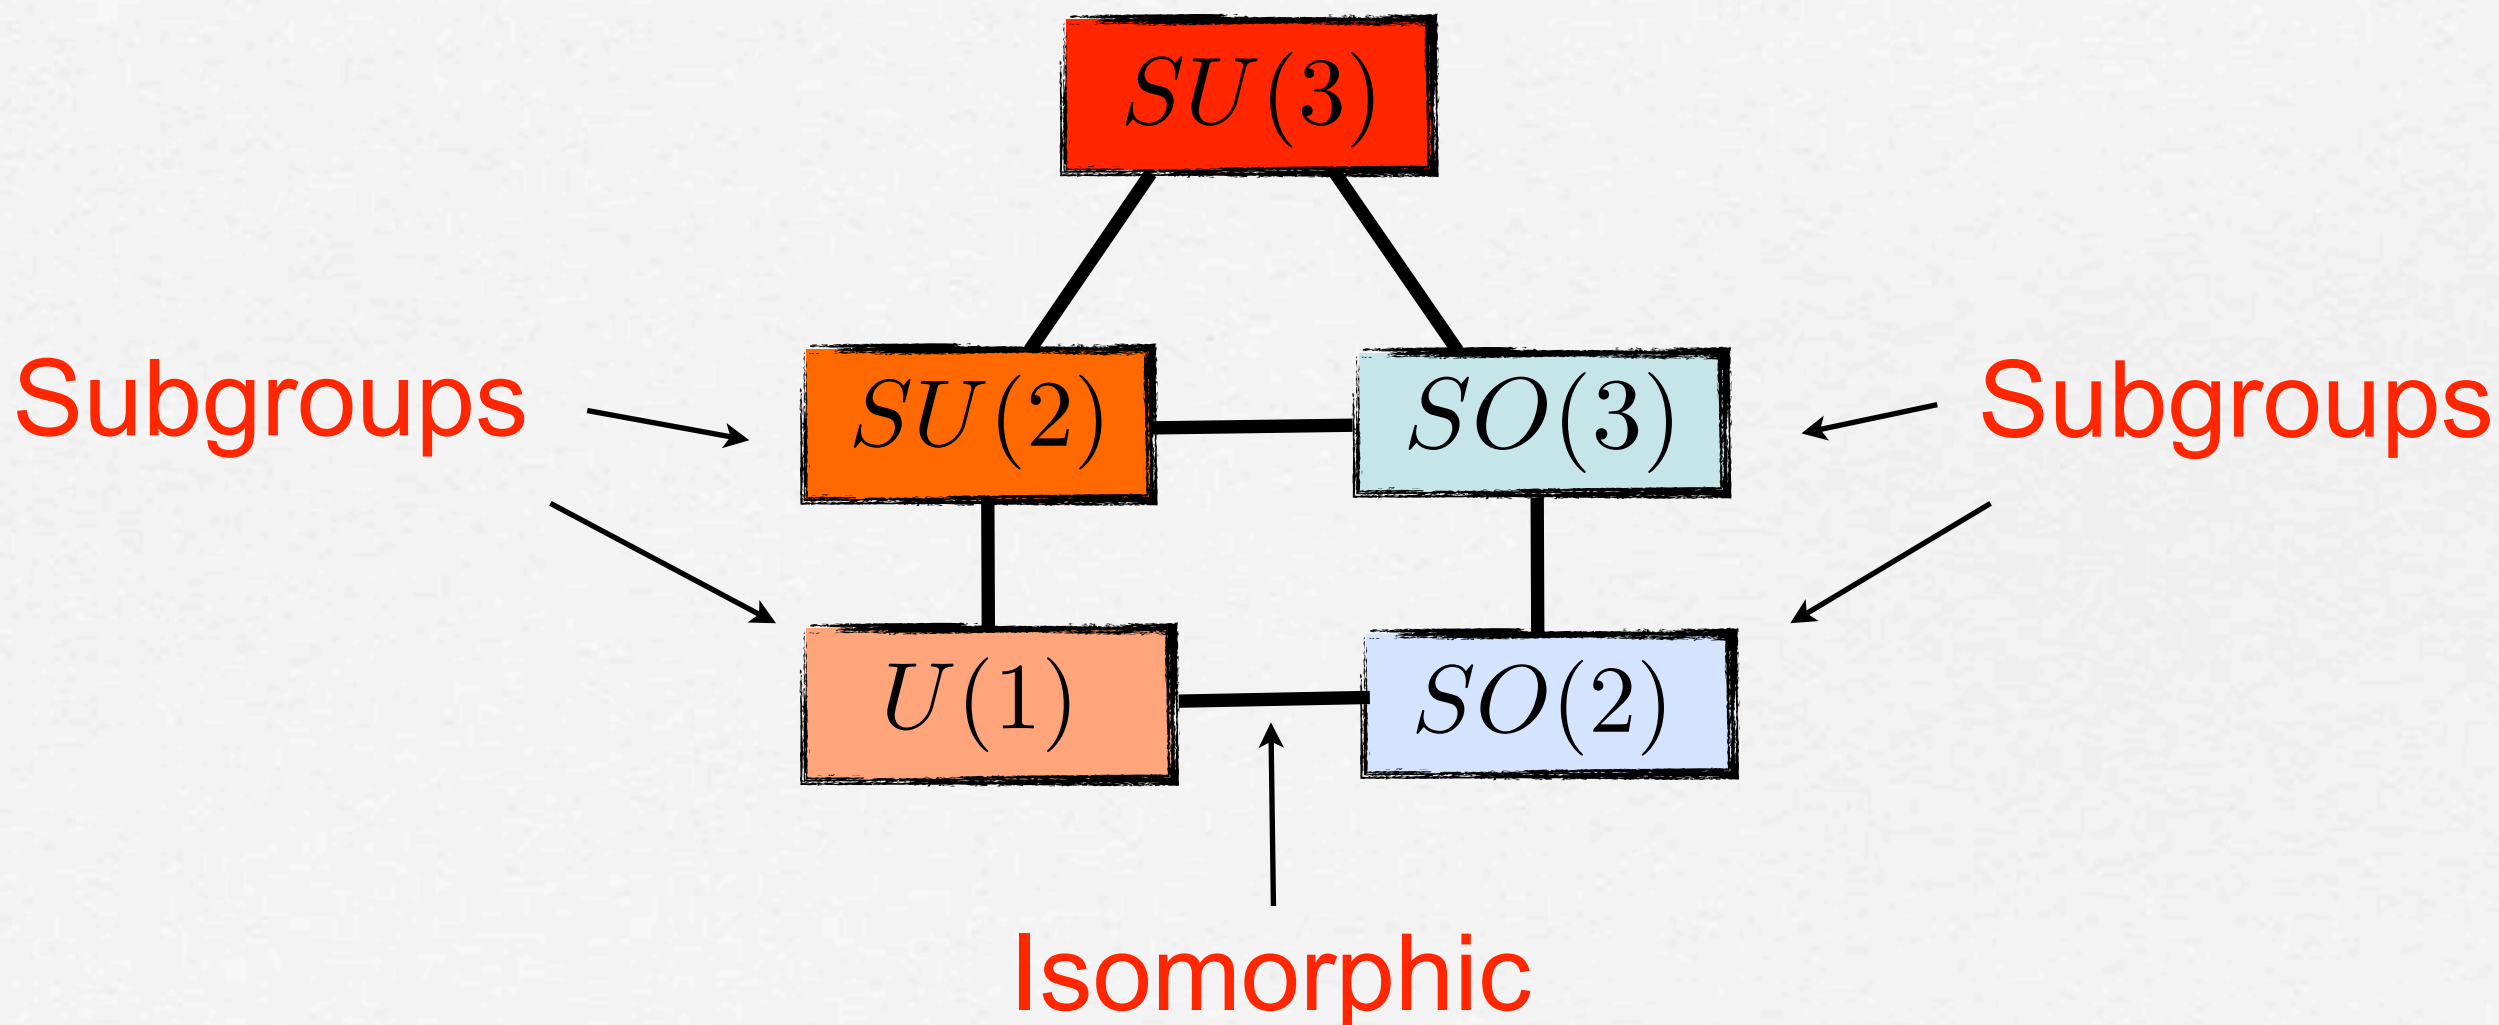 SU(3)
Subgroups
SU(2)
SO(3)
Subgroups
U(1)
SO(2)
Isomorphic